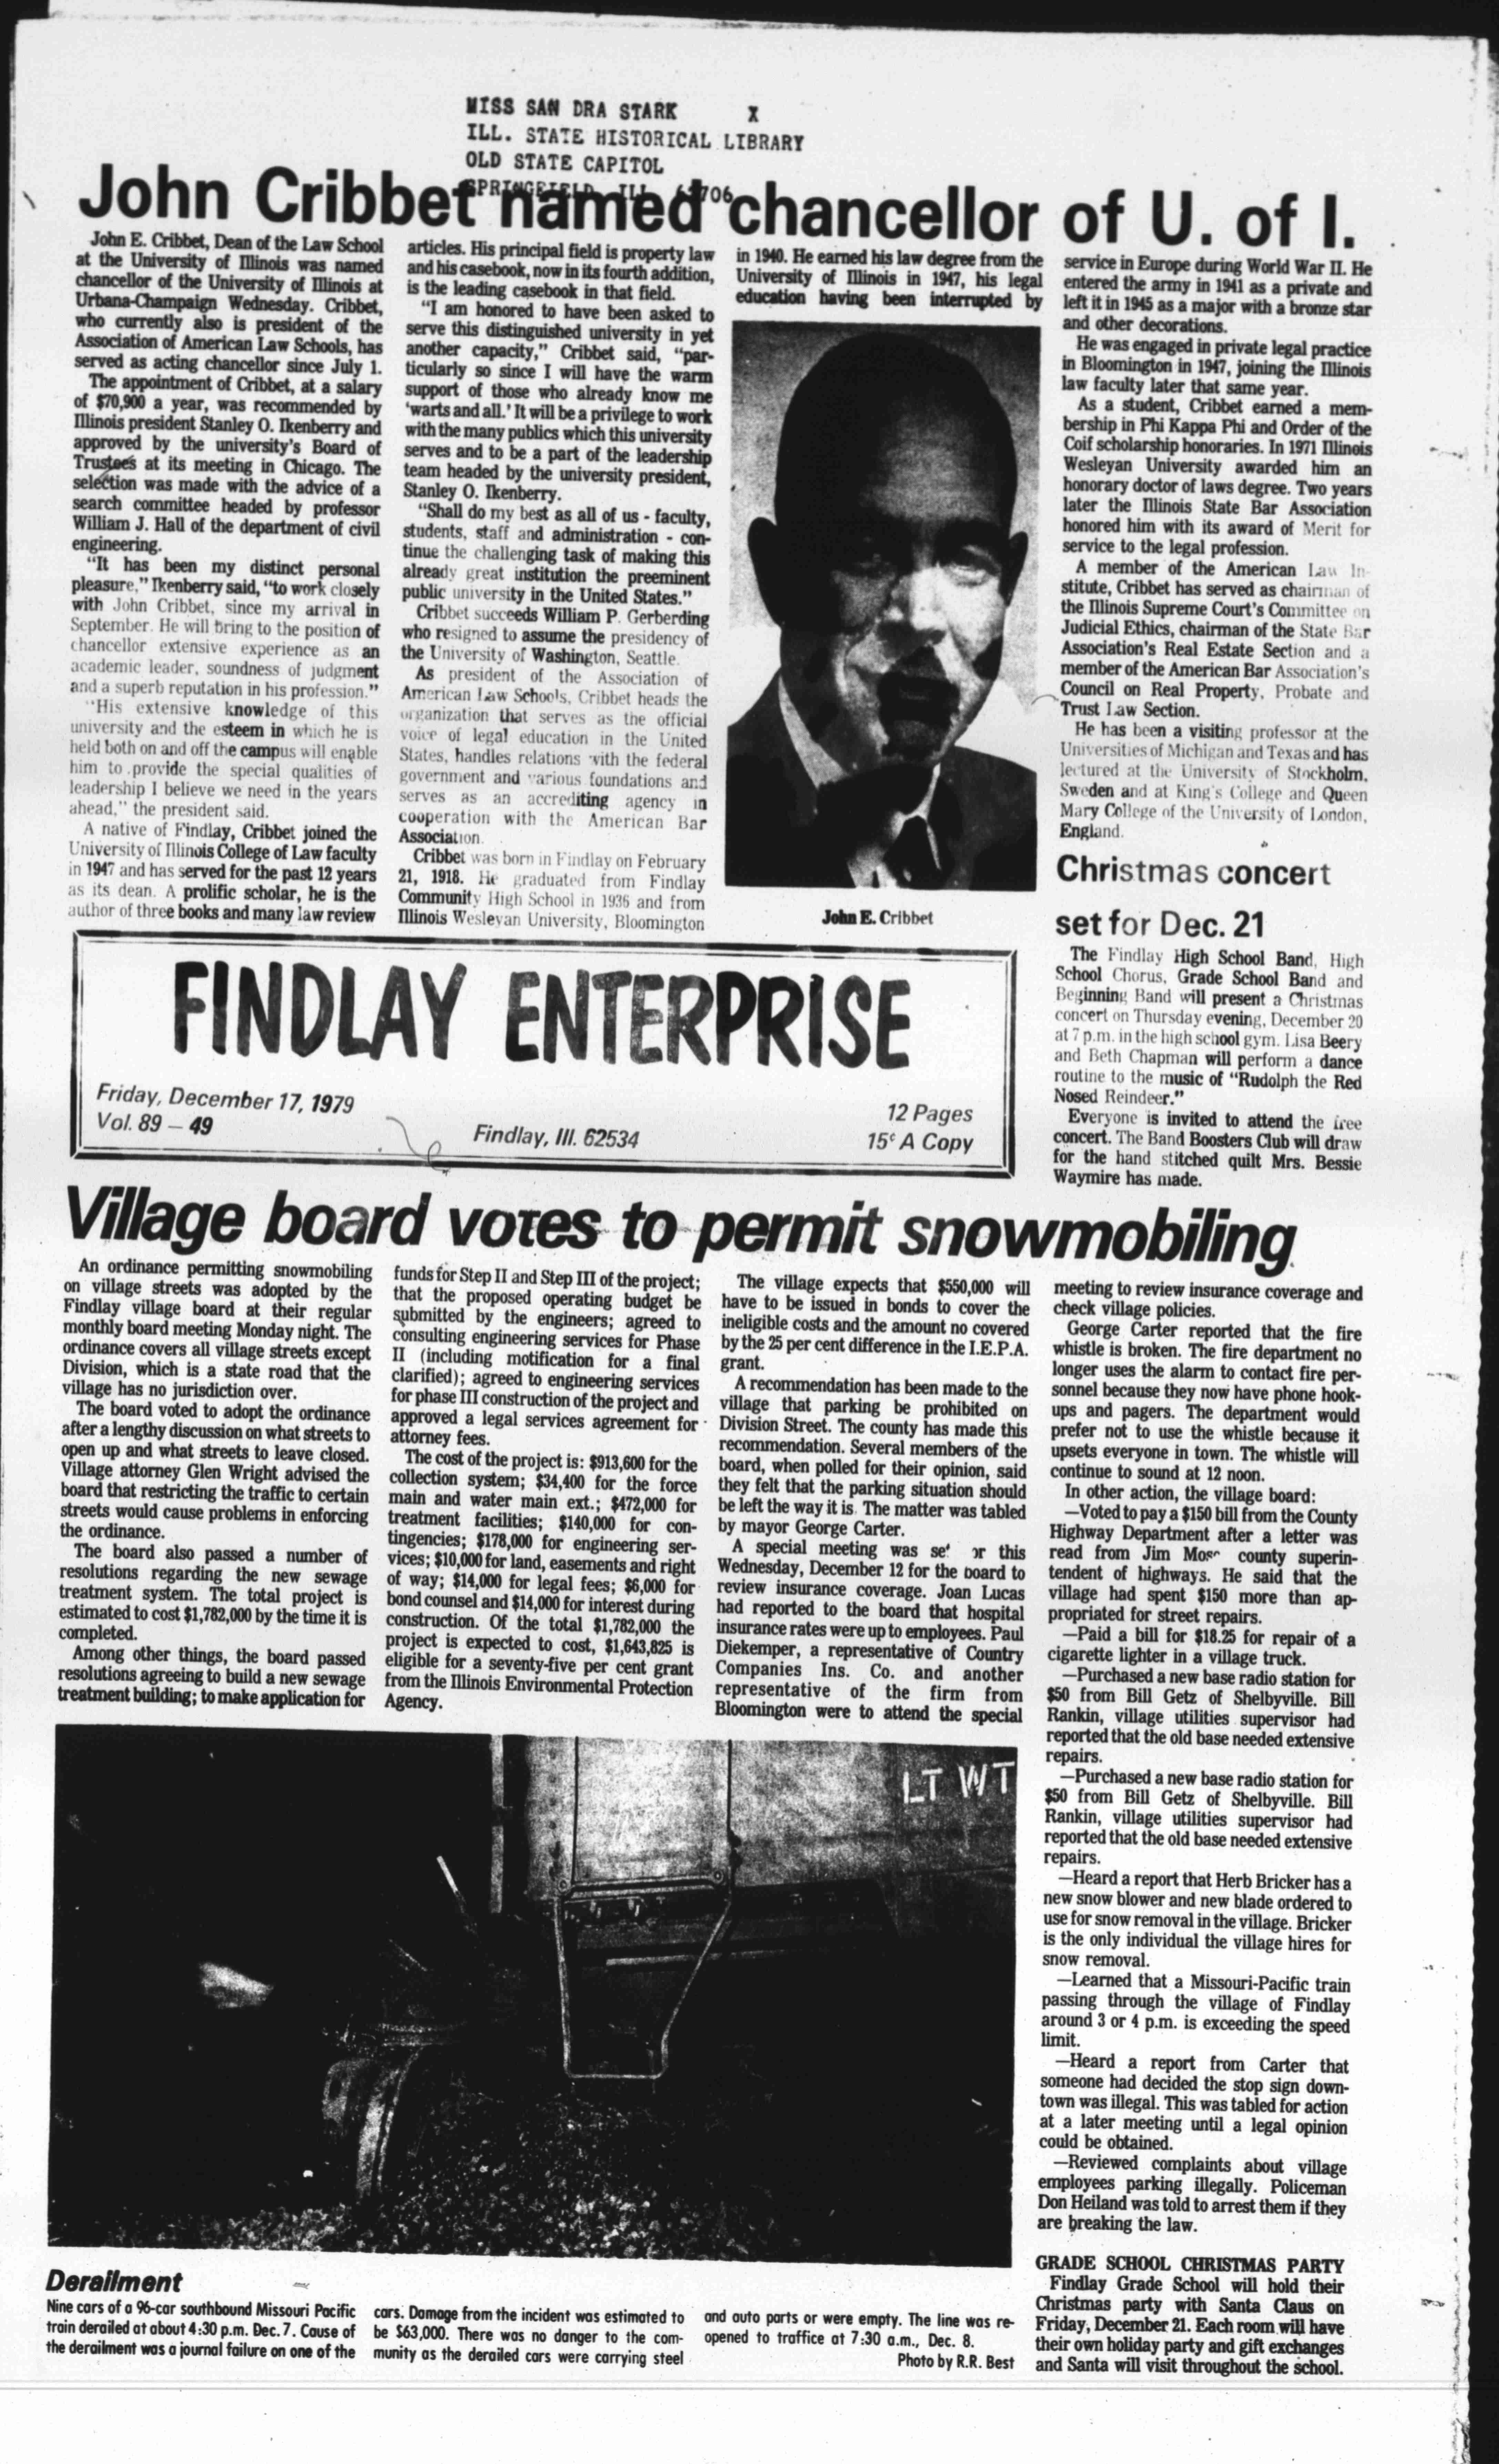 MISS SAN DRA STARK X
ILL. STATE HISTORICAL LIBRARY
OLD STATE CAPITOL
SPRINGFIELD, ILL. 62706
John Cribbet named chancellor of U. of I.
John E. Cribbet, Dean of the Law School
at the University of Illinois was named
chancellor of the University of Illinois at
Urbana-Champaign Wednesday. Cribbet,
who currently also is president of the
Association of American Law Schools, has
served as acting chancellor since July 1.
The appointment of Cribbet, at a salary
of $70,900 a year, was recommended by
Illinois president Stanley O. Ikenberry and
approved by the university's Board of
Trustees at its meeting in Chicago. The
selection was made with the advice of a
search committee headed by professor
William J. Hall of the department of civil
engineering.
"It has been my distinct personal
pleasure," Ikenberry said, "to work closely
with John Cribbet, since my arrival in
September. He will bring to the position of
chancellor extensive experience as an
academic leader, soundness of judgment
and a superb reputation in his profession."
"His extensive knowledge of this
university and the esteem in which he is
held both on and off the campus will enable
him to provide the special qualities of
leadership I believe we need in the years
ahead," the president said.
A native of Findlay, Cribbet joined the
University of Illinois College of Law faculty
in 1947 and has served for the past 12 years
as its dean. A prolific scholar, he is the
author of three books and many law review
articles. His principal field is property law
and his casebook, now in its fourth addition,
is the leading casebook in that field.
"I am honored to have been asked to
serve this distinguished university in yet
another capacity," Cribbet said, "par-
ticularly so since I will have the warm
support of those who already know me
'warts and all.' It will be a privilege to work
with the many publics which this university
serves and to be a part of the leadership
team headed by the university president,
Stanley O. Ikenberry.
"Shall do my best as all of us - faculty,
students, staff and administration - con-
tinue the challenging task of making this
already great institution the preeminent
public university in the United States."
Cribbet succeeds William P. Gerberding
who resigned to assume the presidency of
the University of Washington, Seattle.
As president of the Association of
American Law Schools, Cribbet heads the
organization that serves as the official
voice of legal education in the United
States, handles relations with the federal
government and various foundations and
serves as an accrediting agency in
cooperation with the American Bar
Association.
Cribbet was born in Findlay on February
21, 1918. He graduated from Findlay
Community High School in 1936 and from
Illinois Wesleyan University, Bloomington
in 1940. He earned his law degree from the
University of Illinois in 1947, his legal
education having been interrupted by
John E. Cribbet
service in Europe during World War II. He
entered the army in 1941 as a private and
left it in 1945 as a major with a bronze star
and other decorations.
He was engaged in private legal practice
in Bloomington in 1947, joining the Illinois
law faculty later that same year.
As a student, Cribbet earned a mem-
bership in Phi Kappa Phi and Order of the
Coif scholarship honoraries. In 1971 Illinois
Wesleyan University awarded him an
honorary doctor of laws degree. Two years
later the Illinois State Bar Association
honored him with its award of Merit for
service to the legal profession.
A member of the American Law In-
stitute, Cribbet has served as chairman of
the Illinois Supreme Court's Committee on
Judicial Ethics, chairman of the State Bar
Association's Real Estate Section and a
member of the American Bar Association's
Council on Real Property, Probate and
Trust Law Section.
He has been a visiting professor at the
Universities of Michigan and Texas and has
lectured at the University of Stockholm,
Sweden and at King's College and Queen
Mary College of the University of London,
England.
Christmas concert
set for Dec. 21
The Findlay High School Band, High
School Chorus, Grade School Band and
Beginning Band will present a Christmas
concert on Thursday evening, December 20
at 7 p.m. in the high school gym. Lisa Beery
and Beth Chapman will perform a dance
routine to the music of "Rudolph the Red
Nosed Reindeer."
Everyone is invited to attend the free
concert. The Band Boosters Club will draw
for the hand stitched quilt Mrs. Bessie
Waymire has made.
FINDLAY ENTERPRISE
Friday, December 17, 1979
Vol. 89 — 49
Findlay, Ill. 62534
12 Pages
15¢ A Copy
Village board votes to permit snowmobiling
An ordinance permitting snowmobiling
on village streets was adopted by the
Findlay village board at their regular
monthly board meeting Monday night. The
ordinance covers all village streets except
Division, which is a state road that the
village has no jurisdiction over.
The board voted to adopt the ordinance
after a lengthy discussion on what streets to
open up and what streets to leave closed.
Village attorney Glen Wright advised the
board that restricting the traffic to certain
streets would cause problems in enforcing
the ordinance.
The board also passed a number of
resolutions regarding the new sewage
treatment system. The total project is
estimated to cost $1,782,000 by the time it is
completed.
Among other things, the board passed
resolutions agreeing to build a new sewage
treatment building; to make application for
funds for Step II and Step III of the project;
that the proposed operating budget be
submitted by the engineers; agreed to
consulting engineering services for Phase
II (including motification for a final
clarified); agreed to engineering services
for phase III construction of the project and
approved a legal services agreement for
attorney fees.
The cost of the project is: $913,600 for the
collection system; $34,400 for the force
main and water main ext.; $472,000 for
treatment facilities; $140,000 for con-
tingencies; $178,000 for engineering ser-
vices; $10,000 for land, easements and right
of way; $14,000 for legal fees; $6,000 for
bond counsel and $14,000 for interest during
construction. Of the total $1,782,000 the
project is expected to cost, $1,643,825 is
eligible for a seventy-five per cent grant
from the Illinois Environmental Protection
Agency.
The village expects that $550,000 will
have to be issued in bonds to cover the
ineligible costs and the amount no covered
by the 25 per cent difference in the I.E.P.A.
grant.
A recommendation has been made to the
village that parking be prohibited on
Division Street. The county has made this
recommendation. Several members of the
board, when polled for their opinion, said
they felt that the parking situation should
be left the way it is. The matter was tabled
by mayor George Carter.
A special meeting was se' or this
Wednesday, December 12 for the board to
review insurance coverage. Joan Lucas
had reported to the board that hospital
insurance rates were up to employees. Paul
Diekemper, a representative of Country
Companies Ins. Co. and another
representative of the firm from
Bloomington were to attend the special
meeting to review insurance coverage and
check village policies.
George Carter reported that the fire
whistle is broken. The fire department no
longer uses the alarm to contact fire per-
sonnel because they now have phone hook-
ups and pagers. The department would
prefer not to use the whistle because it
upsets everyone in town. The whistle will
continue to sound at 12 noon.
In other action, the village board:
—Voted to pay a $150 bill from the County
Highway Department after a letter was
read from Jim county superin-
tendent of highways. He said that the
village had spent $150 more than ap-
propriated for street repairs.
—Paid a bill for $18.25 for repair of a
cigarette lighter in a village truck.
—Purchased a new base radio station for
$50 from Bill Getz of Shelbyville. Bill
Rankin, village utilities supervisor had
reported that the old base needed extensive
repairs.
—Purchased a new base radio station for
$50 from Bill Getz of Shelbyville. Bill
Rankin, village utilities supervisor had
reported that the old base needed extensive
repairs.
—Heard a report that Herb Bricker has a
new snow blower and new blade ordered to
use for snow removal in the village. Bricker
is the only individual the village hires for
snow removal.
—Learned that a Missouri-Pacific train
passing through the village of Findlay
around 3 or 4 p.m. is exceeding the speed
limit.
—Heard a report from Carter that
someone had decided the stop sign down-
town was illegal. This was tabled for action
at a later meeting until a legal opinion
could be obtained.
—Reviewed complaints about village
employees parking illegally. Policeman
Don Heiland was told to arrest them if they
are breaking the law.
GRADE SCHOOL CHRISTMAS PARTY
Findlay Grade School will hold their
Christmas party with Santa Claus on
Friday, December 21. Each room will have
their own holiday party and gift exchanges
and Santa will visit throughout the school.
LT WT
Derailment
Nine cars of a 96-car southbound Missouri Pacific
train derailed at about 4:30 p.m. Dec. 7. Cause of
the derailment was a journal failure on one of the
cars. Damage from the incident was estimated to
be $63,000. There was no danger to the com-
munity as the derailed cars were carrying steel
and auto parts or were empty. The line was re-
opened to traffice at 7:30 a.m., Dec. 8.
Photo by R.R. Best